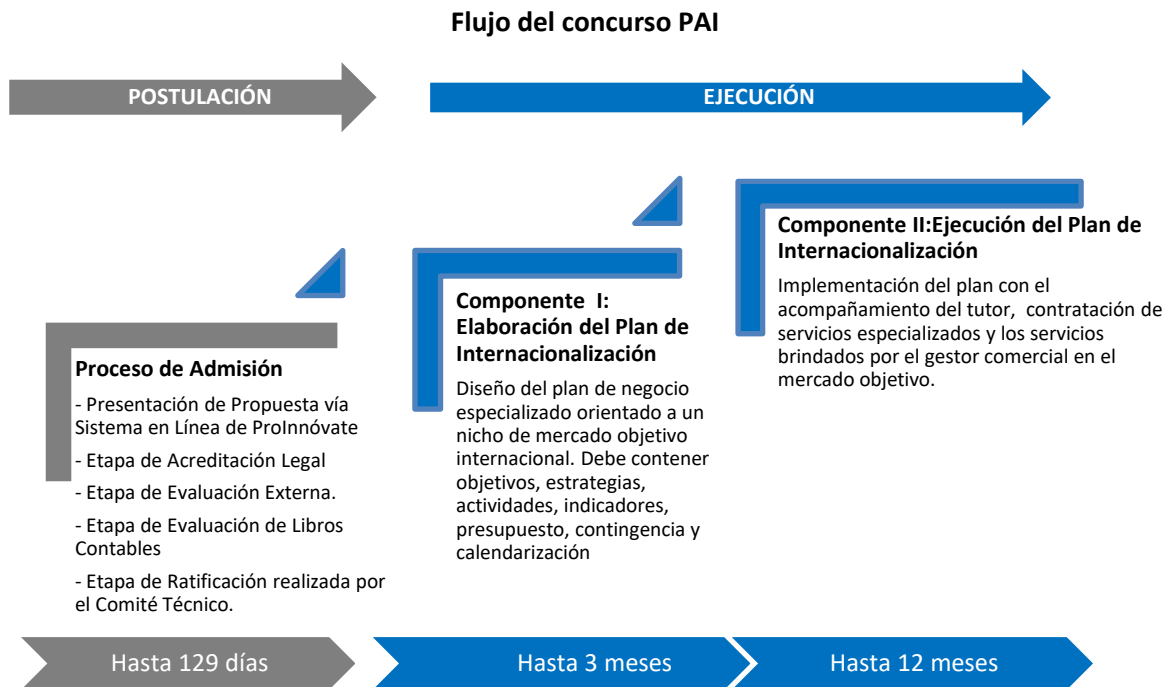 Flujo del concurso PAI
POSTULACIÓN
EJECUCIÓN
Proceso de Admisión
- Presentación de Propuesta vía
Sistema en Línea de ProInnóvate
- Etapa de Acreditación Legal
- Etapa de Evaluación Externa.
- Etapa de Evaluación de Libros
Contables
- Etapa de Ratificación realizada por
el Comité Técnico.
Componente I:
Elaboración del Plan de
Internacionalización
Diseño del plan de negocio
especializado orientado a un
nicho de mercado objetivo
internacional. Debe contener
objetivos, estrategias,
actividades, indicadores,
presupuesto, contingencia y
calendarización
Componente II:Ejecución del Plan de
Internacionalización
Implementación del plan con el
acompañamiento del tutor, contratación de
servicios especializados y los servicios
brindados por el gestor comercial en el
mercado objetivo.
Hasta 129 días
Hasta 3 meses
Hasta 12 meses